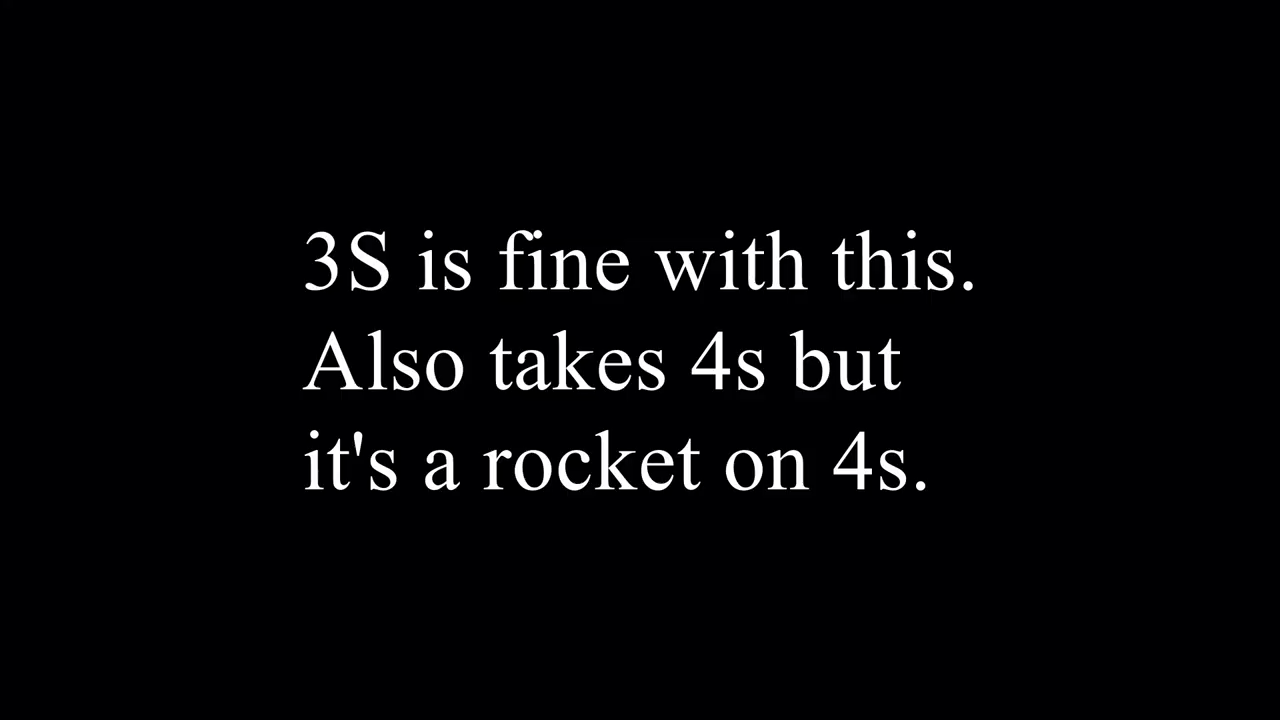 3S is fine with this.
Also takes 4s but
it's a rocket on 4s.